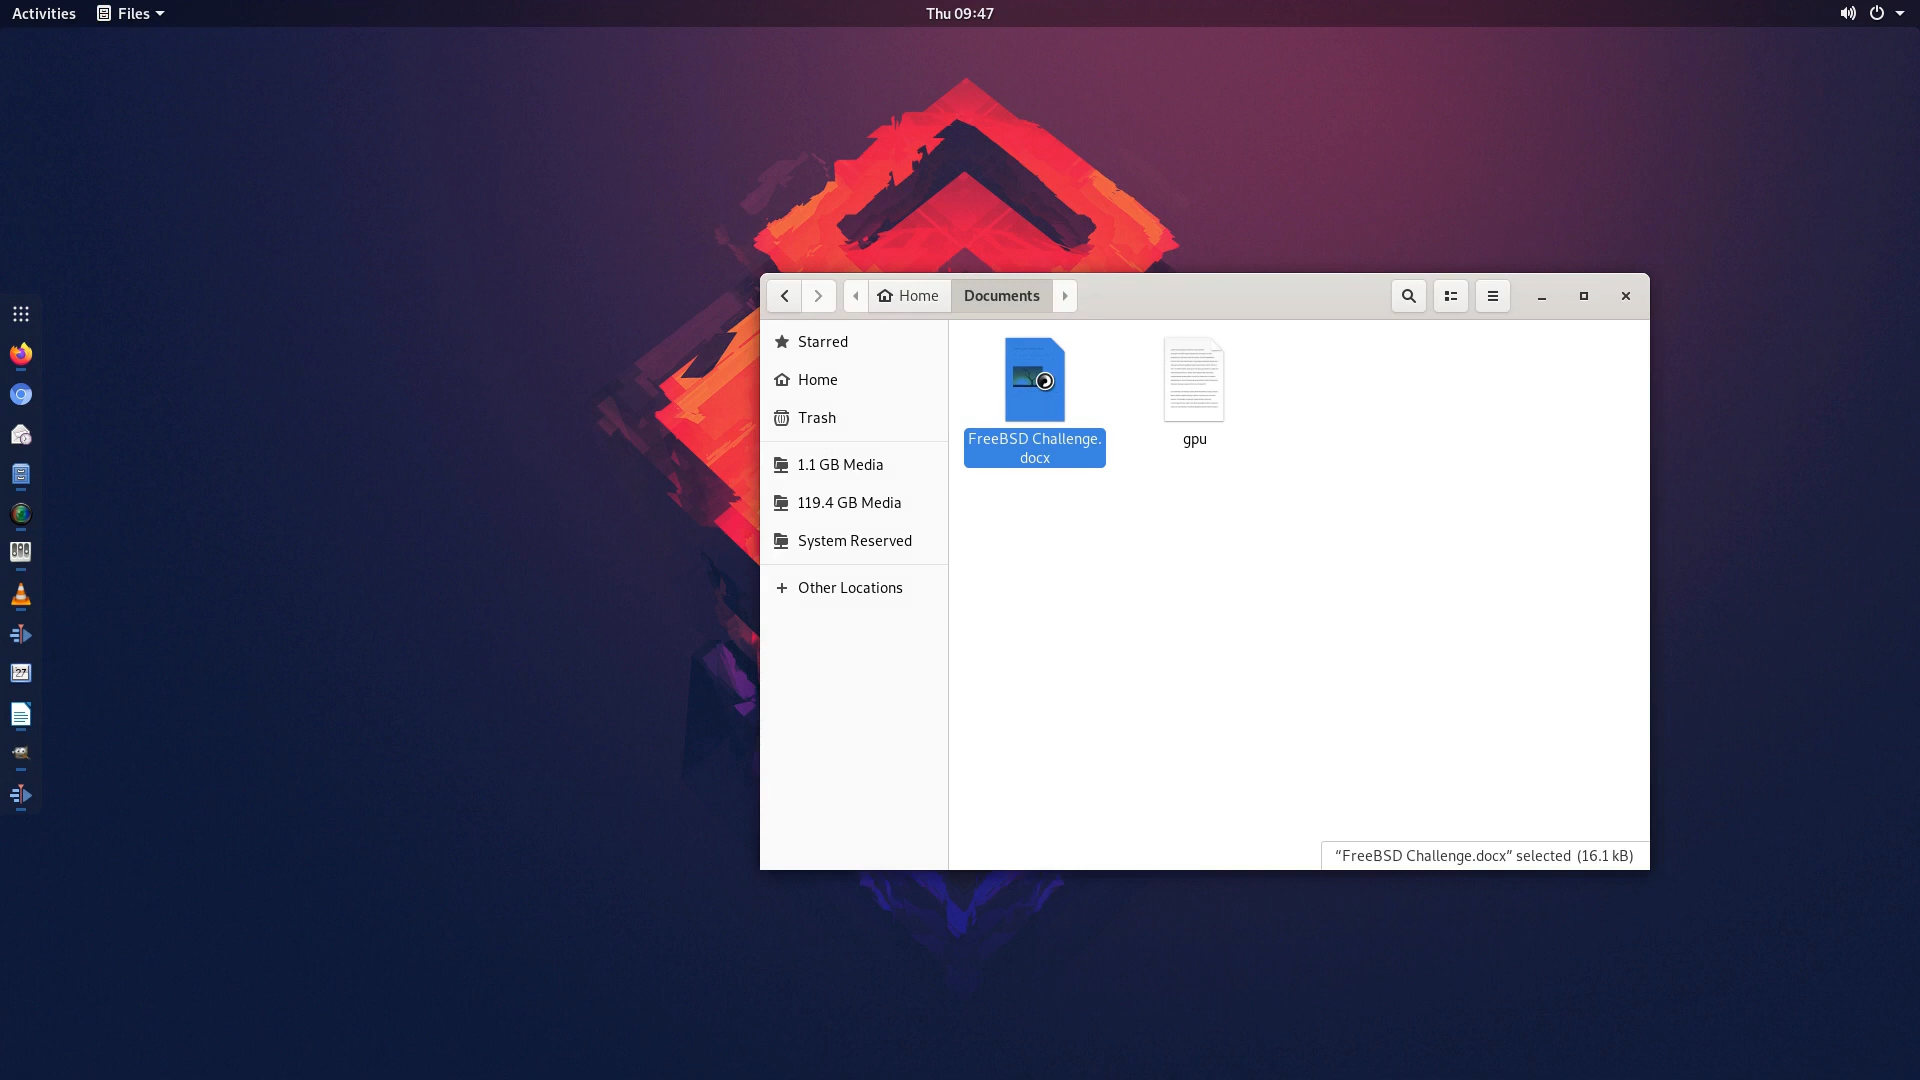 Activities
Files
Thu 09:47
Home
Documents
Starred
Home
Trash
1.1 GB Media
119.4 GB Media
System Reserved
Other Locations
FreeBSD Challenge.
docx
gpu
27
“FreeBSD Challenge.docx” selected (16.1 kB)